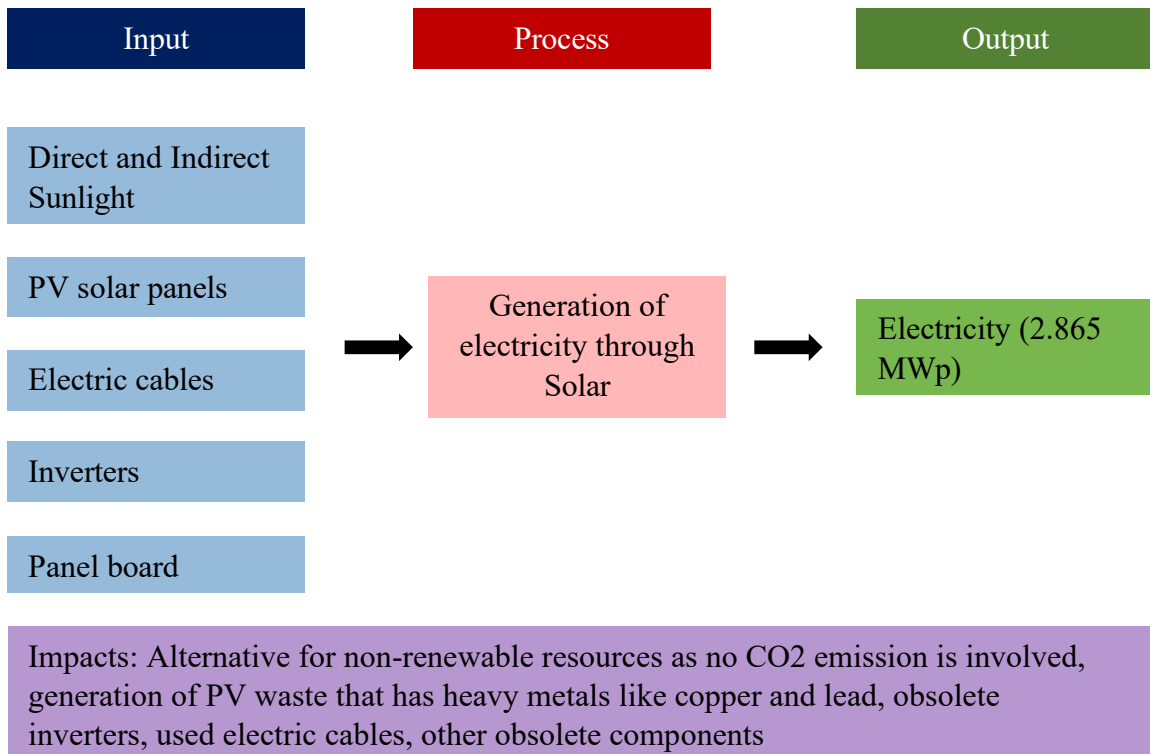 Input
Process
Output
Direct and Indirect
Sunlight
PV solar panels
Electric cables
Inverters
Panel board
Generation of
electricity through
Solar
Electricity (2.865
MWp)
Impacts: Alternative for non-renewable resources as no CO2 emission is involved,
generation of PV waste that has heavy metals like copper and lead, obsolete
inverters, used electric cables, other obsolete components